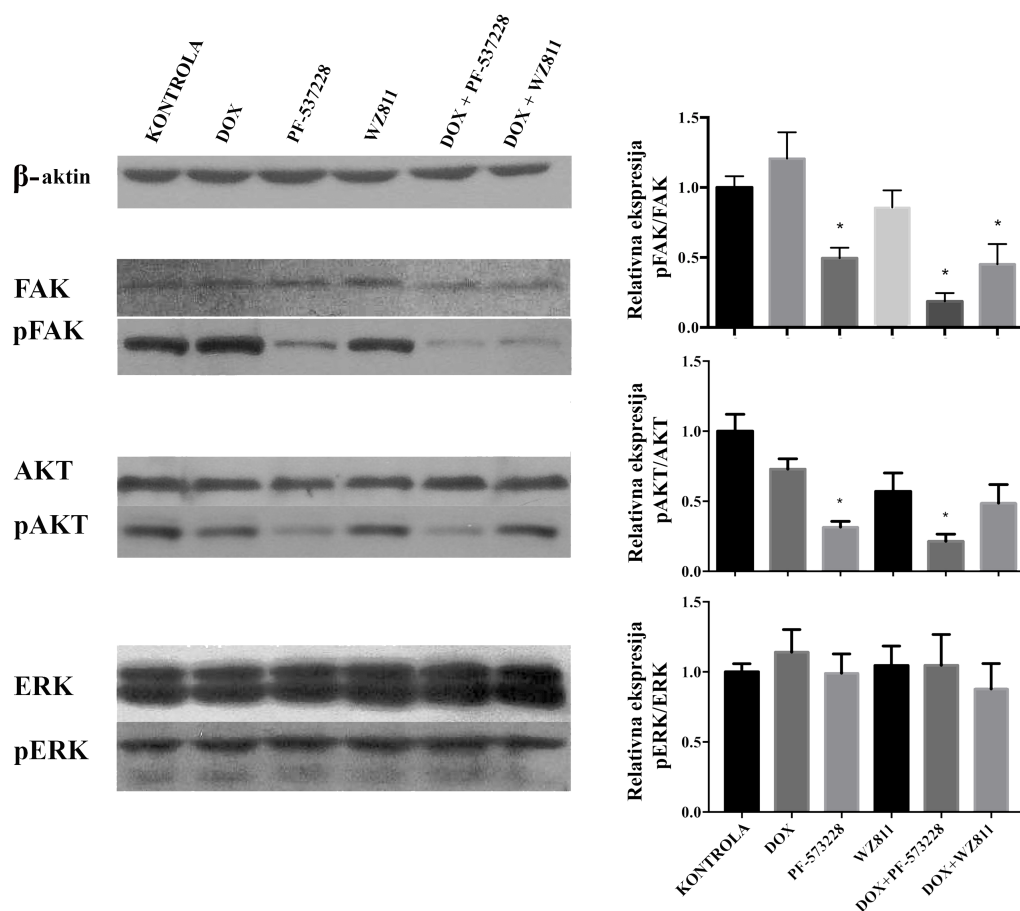 KONTROLA
DOX
PF-537228
WZ811
DOX + PF-537228
DOX + WZ811
β-aktin
FAK
pFAK
AKT
pAKT
ERK
pERK
Relativna ekspresija
pFAK/FAK
1.5
1.0
0.5
0.0
*
*
*
Relativna ekspresija
pAKT/AKT
1.5
1.0
0.5
0.0
*
*
Relativna ekspresija
pERK/ERK
1.5
1.0
0.5
0.0
KONTROLA
DOX
PF-573228
WZ811
DOX+PF-573228
DOX+WZ811